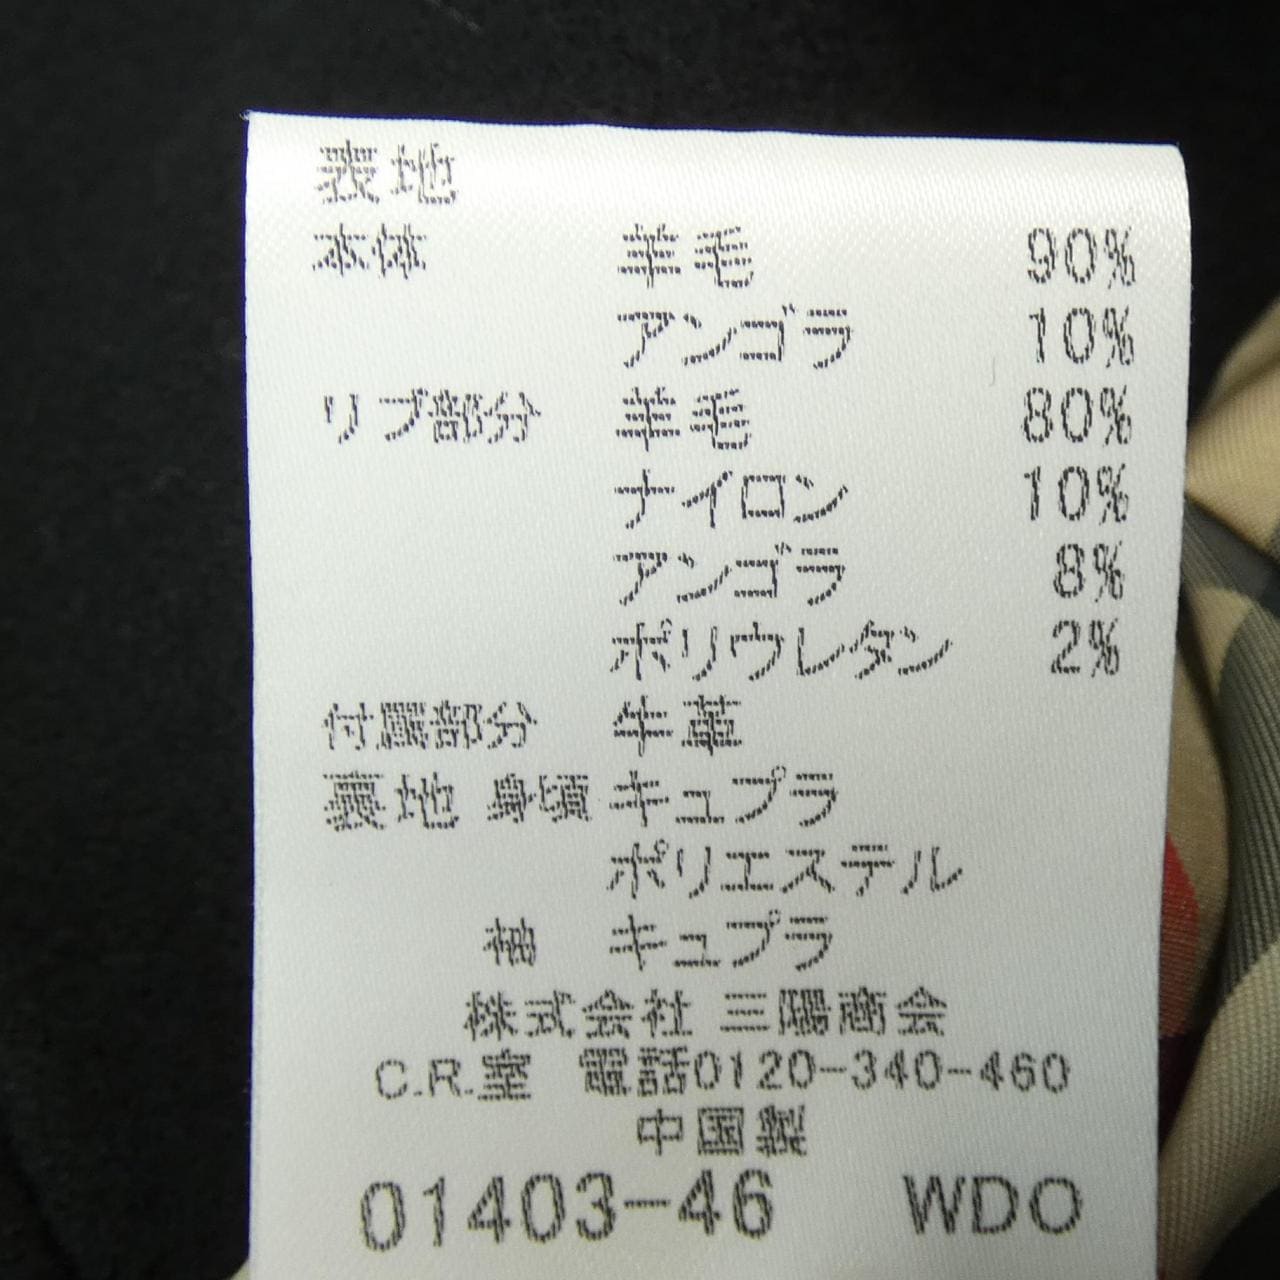 表地
本体 羊毛 90%
アンゴラ 10%
リブ部分 羊毛 80%
ナイロン 10%
アンゴラ 8%
ポリウレタン 2%
付属部分 牛革
裏地 身頃 キュプラ
ポリエステル
袖 キュプラ
株式会社 三陽商会
C.R.室 電話0120-340-460
中国製
01403-46 WDO